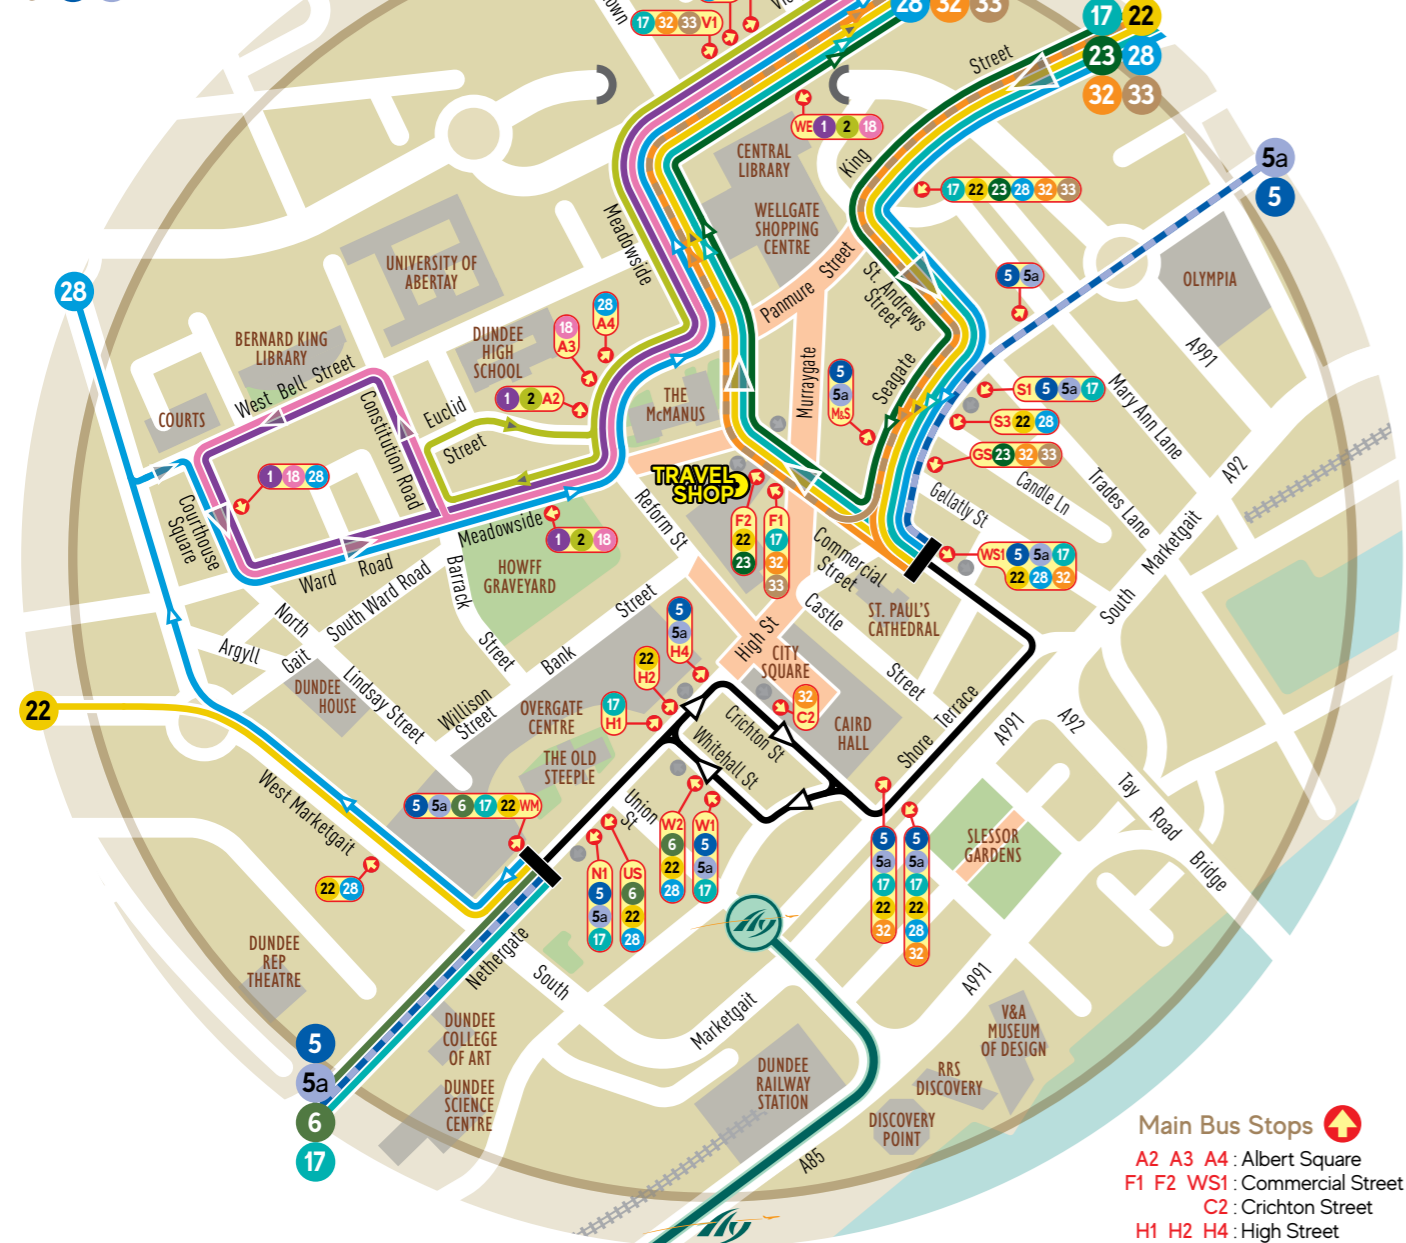 28 32 33
17 22
23 28
32 33
17 32 33 V1
Street
WE 1 2 18
CENTRAL
LIBRARY
King
5a
5
17 22 23 28 32 33
WELLGATE
SHOPPING
CENTRE
Meadowside
UNIVERSITY OF
ABERTAY
Panmure Street
St. Andrews
Street
5 5a
OLYMPIA
28
28
A4
18
A3
BERNARD KING
LIBRARY
DUNDEE
HIGH
SCHOOL
A991
West Bell Street
Murraygate
5
5a
M&S
Seagate
Mary Ann Lane
S1 5 5a 17
1 2 A2
THE
McMANUS
COURTS
Constitution Road
Euclid
Street
S3 22 28
GS 23 32 33
A92
1 18 28
TRAVEL
SHOP
Candle Ln
Trades Lane
Courthouse
Square
Reform St
F2
22
23
F1
17
32
33
Gellatly St
Meadowside
1 2 18
Commercial
Street
WS1 5 5a 17
22 28 32
South Marketgait
Ward Road
HOWFF
GRAVEYARD
Barrack
Street
South Ward Road
North
Gait
Argyll
Lindsay Street
Bank Street
5
5a
H4
High St
CITY
SQUARE
Castle
Street
ST. PAUL'S
CATHEDRAL
DUNDEE
HOUSE
22
H2
17
H1
32
C2
22
Willison
Street
OVERGATE
CENTRE
Crichton St
Whitehall St
CAIRD
HALL
Shore Terrace
A991
A92
THE OLD
STEEPLE
West Marketgait
5 5a 6 17 22 WM
Union
St
W2
6
22
28
W1
5
5a
17
Tay Road Bridge
22 28
N1
5
5a
17
US
6
22
28
5
5a
17
22
32
5
5a
17
22
28
32
SLESSOR
GARDENS
fly
DUNDEE
REP
THEATRE
Nethergate
South
Marketgait
A991
5
5a
6
17
DUNDEE
COLLEGE
OF ART
DUNDEE
SCIENCE
CENTRE
DUNDEE
RAILWAY
STATION
V&A
MUSEUM
OF DESIGN
RRS
DISCOVERY
DISCOVERY
POINT
A85
fly
Main Bus Stops
A2 A3 A4 : Albert Square
F1 F2 WS1 : Commercial Street
C2 : Crichton Street
H1 H2 H4 : High Street